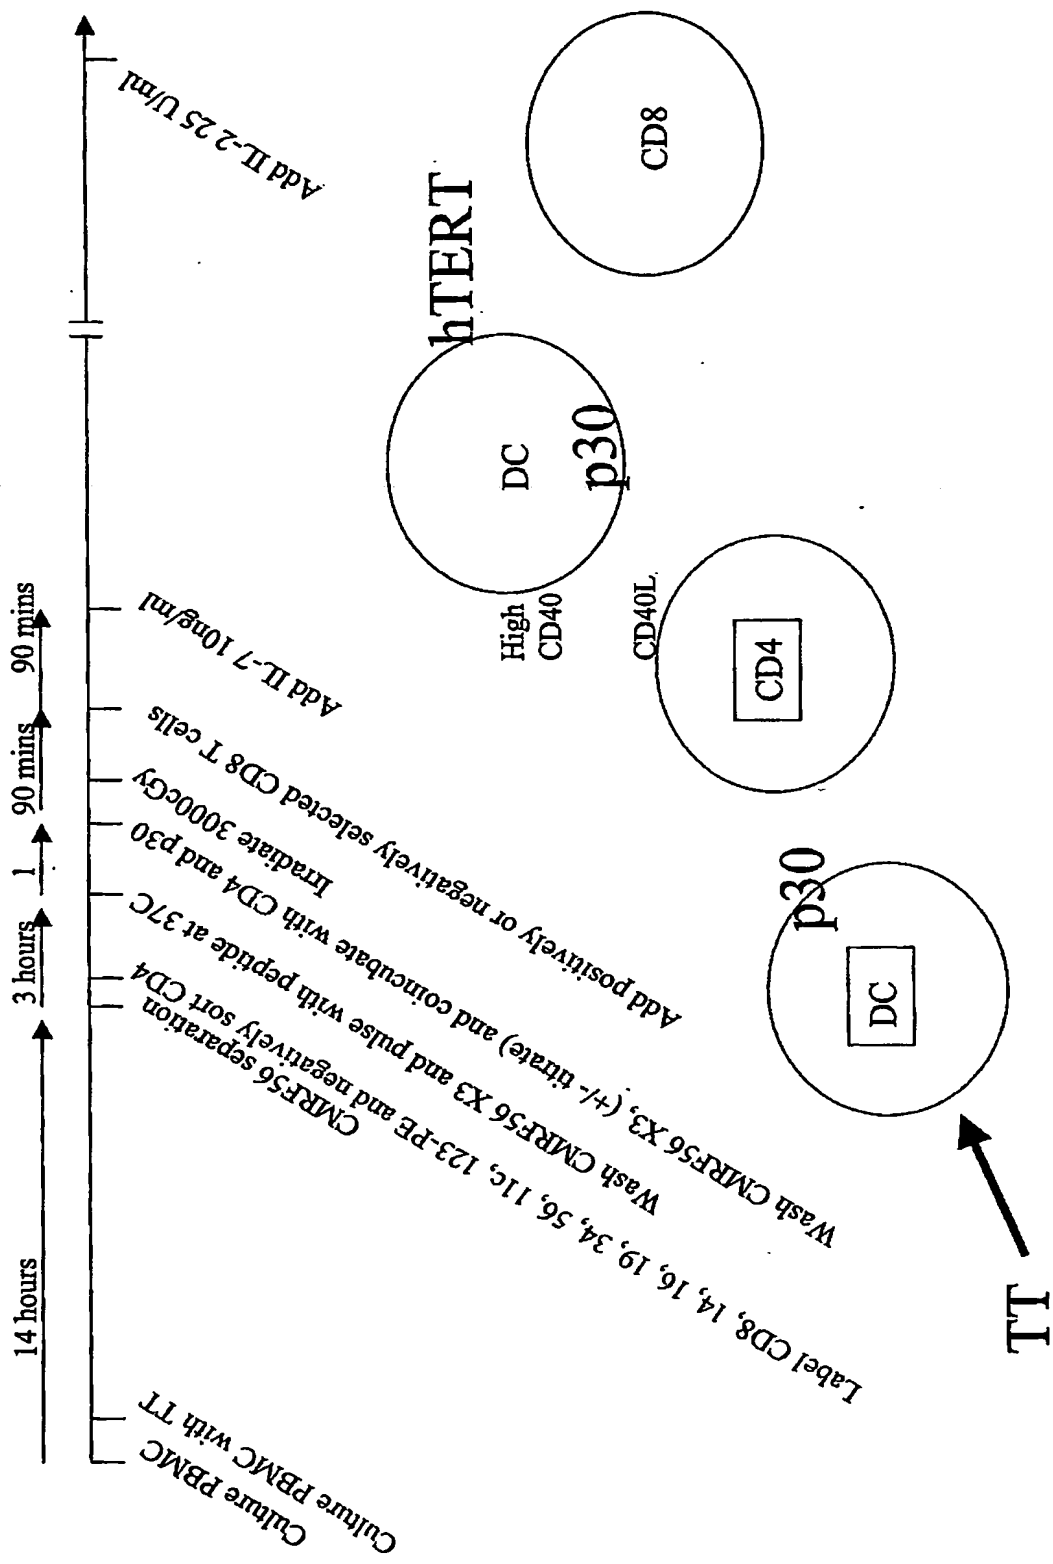 14 hours
3 hours
1
90 mins
90 mins
Culture PBMC
Culture PBMC with TT
CMRF56 separation
Label CD8, 14, 16, 19, 34, 56, 11c, 123-PE and negatively sort CD4
Wash CMRF56 X3 and pulse with peptide at 37C
Wash CMRF56 X3, (+/- titrate) and coincubate with CD4 and p30
Irradiate 3000cGy
Add positively or negatively selected CD8 T cells
Add IL-7 10ng/ml
Add IL-2 25 U/ml
hTERT
DC
p30
High
CD40
CD40L
CD8
CD4
p30
DC
TT